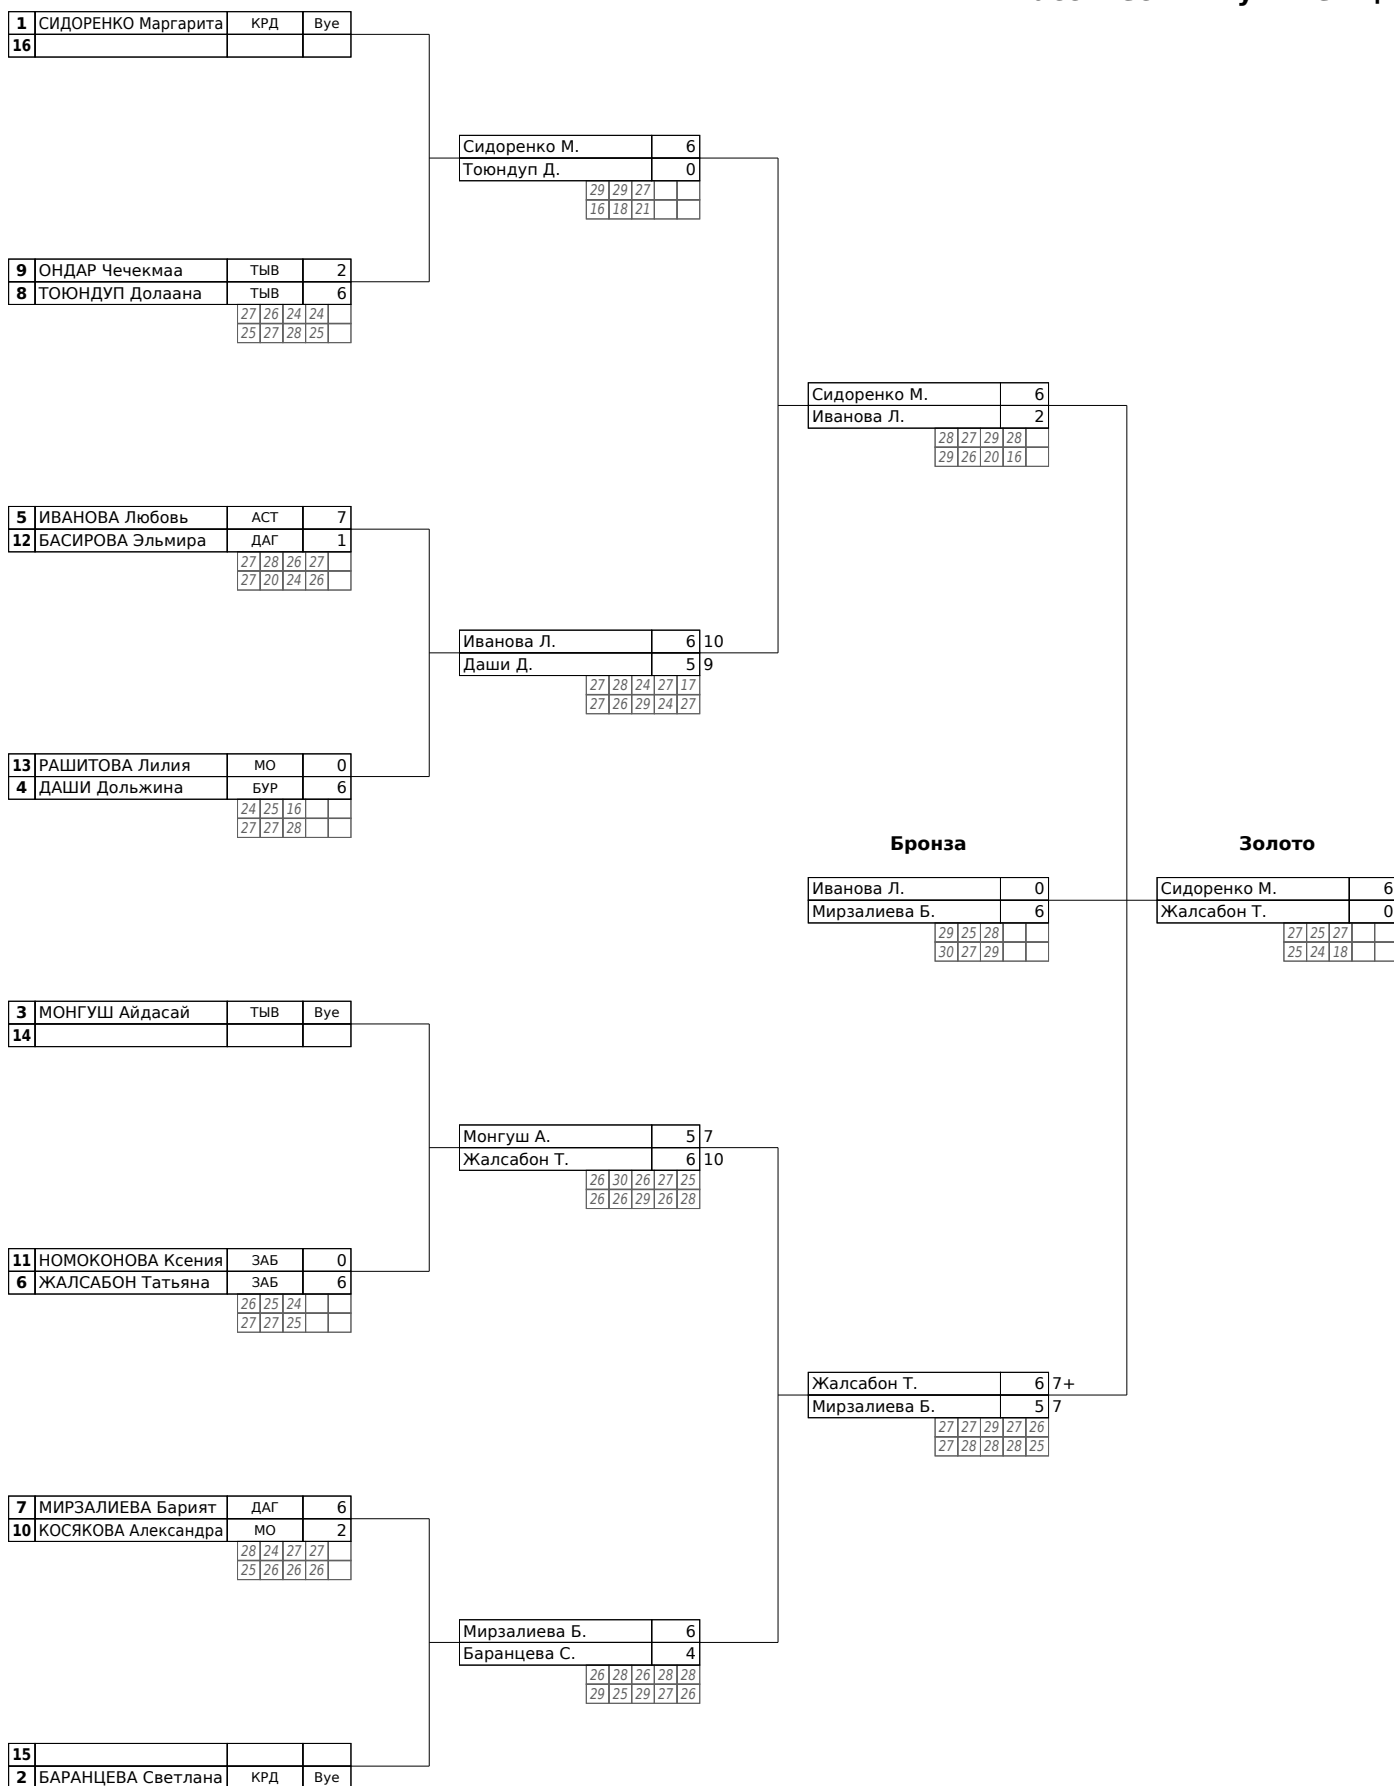 1 СИДОРЕНКО Маргарита КРД Bye
16
Сидоренко М. 6
Тоюндуп Д. 0
29 29 27
16 18 21
9 ОНДАР Чечекмаа ТЫВ 2
8 ТОЮНДУП Долаана ТЫВ 6
27 26 24 24
25 27 28 25
Сидоренко М. 6
Иванова Л. 2
28 27 29 28
29 26 20 16
5 ИВАНОВА Любовь АСТ 7
12 БАСИРОВА Эльмира ДАГ 1
27 28 26 27
27 20 24 26
Иванова Л. 6 10
Даши Д. 5 9
27 28 24 27 17
27 26 29 24 27
13 РАШИТОВА Лилия МО 0
4 ДАШИ Дольжина БУР 6
24 25 16
27 27 28
Бронза Золото
Иванова Л. 0 Сидоренко М. 6
Мирзалиева Б. 6 Жалсабон Т. 0
29 25 28 27 25 27
30 27 29 25 24 18
3 МОНГУШ Айдасай ТЫВ Bye
14
Монгуш А. 5 7
Жалсабон Т. 6 10
26 30 26 27 25
26 26 29 26 28
11 НОМОКОНОВА Ксения ЗАБ 0
6 ЖАЛСАБОН Татьяна ЗАБ 6
26 25 24
27 27 25
Жалсабон Т. 6 7+
Мирзалиева Б. 5 7
27 27 29 27 26
27 28 28 28 25
7 МИРЗАЛИЕВА Барият ДАГ 6
10 КОСЯКОВА Александра МО 2
28 24 27 27
25 26 26 26
Мирзалиева Б. 6
Баранцева С. 4
26 28 26 28 28
29 25 29 27 26
15
2 БАРАНЦЕВА Светлана КРД Bye